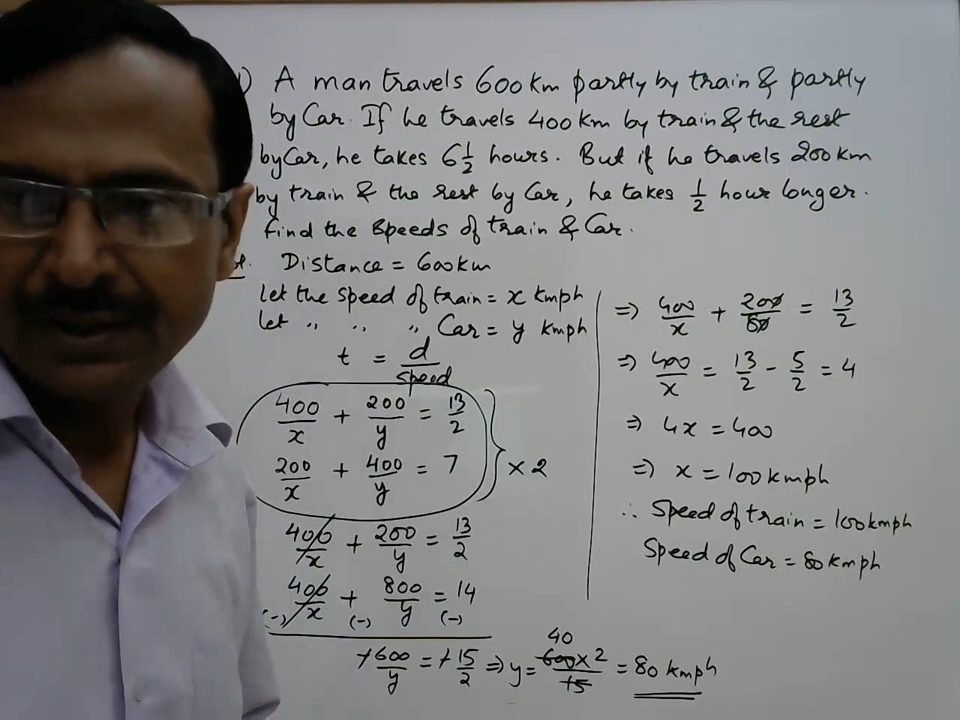 1) A man travels 600 Km partly by train & partly
by Car. If he travels 400 Km by train & the rest
by Car, he takes 6 1/2 hours. But if he travels 200 Km
by train & the rest by Car, he takes 1/2 hour longer.
Find the Speeds of train & Car.
Distance = 600 km
let the speed of train = x kmph
let " " " Car = y kmph
t = d/speed
400/x + 200/y = 13/2
200/x + 400/y = 7 } × 2
400/x + 200/y = 13/2
400/x + 800/y = 14
(-) (-) (-)
-600/y = -15/2 ⇒ y = 600×2/15 = 80 kmph
40
⇒ 400/x + 200/80 = 13/2
⇒ 400/x = 13/2 - 5/2 = 4
⇒ 4x = 400
⇒ x = 100 kmph
∴ Speed of train = 100 kmph
Speed of Car = 80 kmph